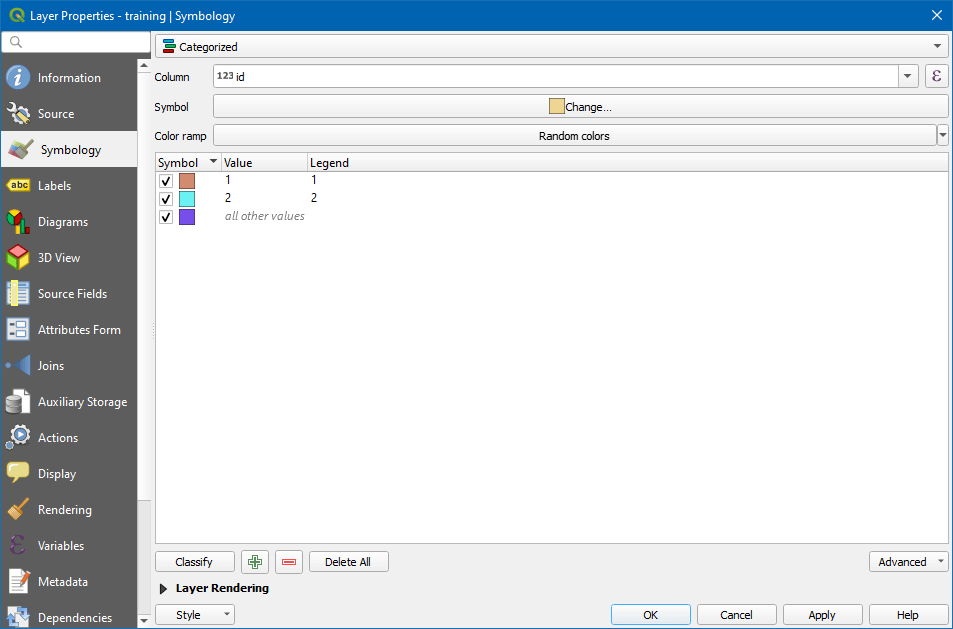 Layer Properties - training | Symbology
Categorized
Information
Column 123 id ε
Source
Symbol Change...
Symbology
Color ramp Random colors
Symbol Value Legend
1 1
Labels
2 2
Diagrams
all other values
3D View
Source Fields
Attributes Form
Joins
Auxiliary Storage
Actions
Display
Rendering
Variables
Metadata
Dependencies
abc
Classify Delete All Advanced
Layer Rendering
Style OK Cancel Apply Help